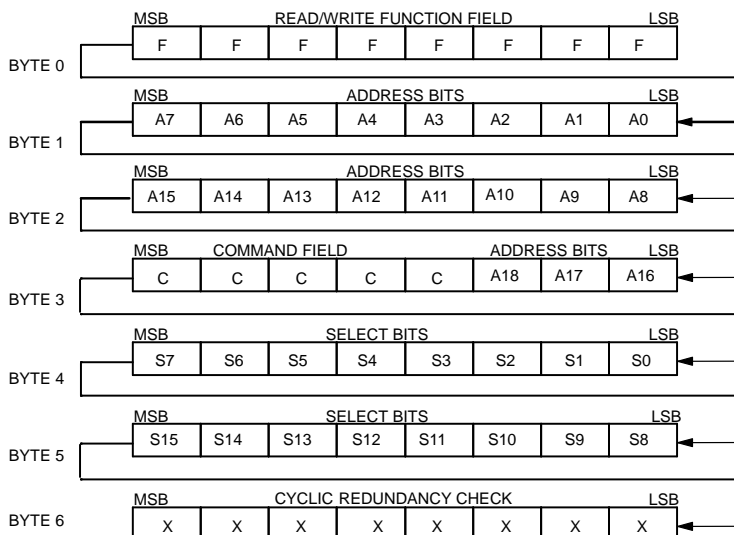 MSB READ/WRITE FUNCTION FIELD LSB
BYTE 0 F F F F F F F F
MSB ADDRESS BITS LSB
BYTE 1 A7 A6 A5 A4 A3 A2 A1 A0
MSB ADDRESS BITS LSB
BYTE 2 A15 A14 A13 A12 A11 A10 A9 A8
MSB COMMAND FIELD ADDRESS BITS LSB
BYTE 3 C C C C C A18 A17 A16
MSB SELECT BITS LSB
BYTE 4 S7 S6 S5 S4 S3 S2 S1 S0
MSB SELECT BITS LSB
BYTE 5 S15 S14 S13 S12 S11 S10 S9 S8
MSB CYCLIC REDUNDANCY CHECK LSB
BYTE 6 X X X X X X X X